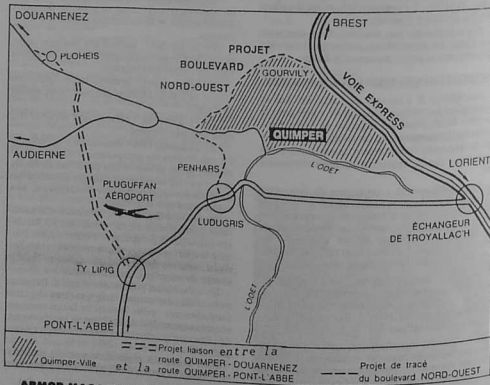 DOUARNENEZ
BREST
PLOHEIS
PROJET
BOULEVARD
GOURVILY
NORD-OUEST
VOIE EXPRESS
QUIMPER
AUDIERNE
LORIENT
PENHARS
L'ODET
PLUGUFFAN
AÉROPORT
LUDUGRIS
ÉCHANGEUR
DE TROYALLAC'H
TY LIPIG
L'ODET
PONT-L'ABBÉ
Quimper-Ville
Projet liaison entre la
route QUIMPER - DOUARNENEZ
et la route QUIMPER - PONT-L'ABBÉ
Projet de tracé
du boulevard NORD-OUEST